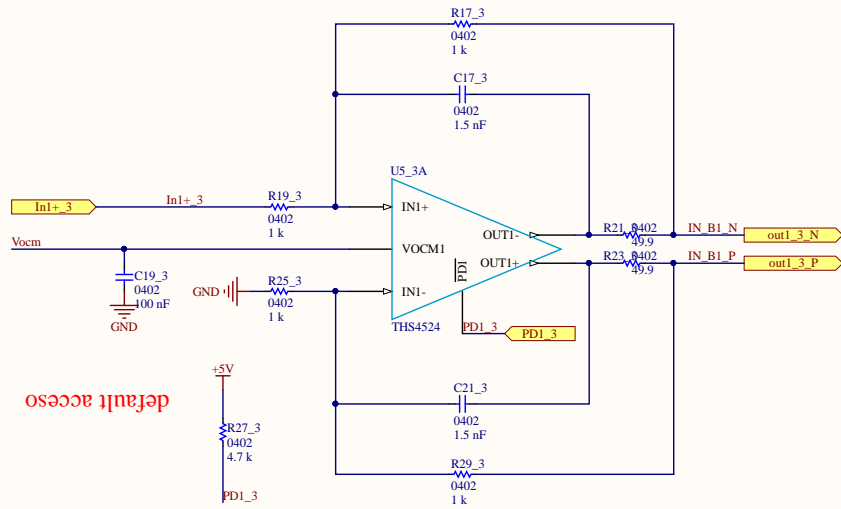 R17_3
0402
1 k
C17_3
0402
1.5 nF
U5_3A
In1+_3
In1+_3
R19_3
0402
1 k
IN1+
OUT1-
R21_3
0402
49.9
IN_B1_N
out1_3_N
Vocm
VOCM1
OUT1+
R23_3
0402
49.9
IN_B1_P
out1_3_P
C19_3
0402
100 nF
GND
GND
R25_3
0402
1 k
IN1-
PD1
THS4524
PD1_3
PD1_3
+5V
default acceso
R27_3
0402
4.7 k
PD1_3
C21_3
0402
1.5 nF
R29_3
0402
1 k